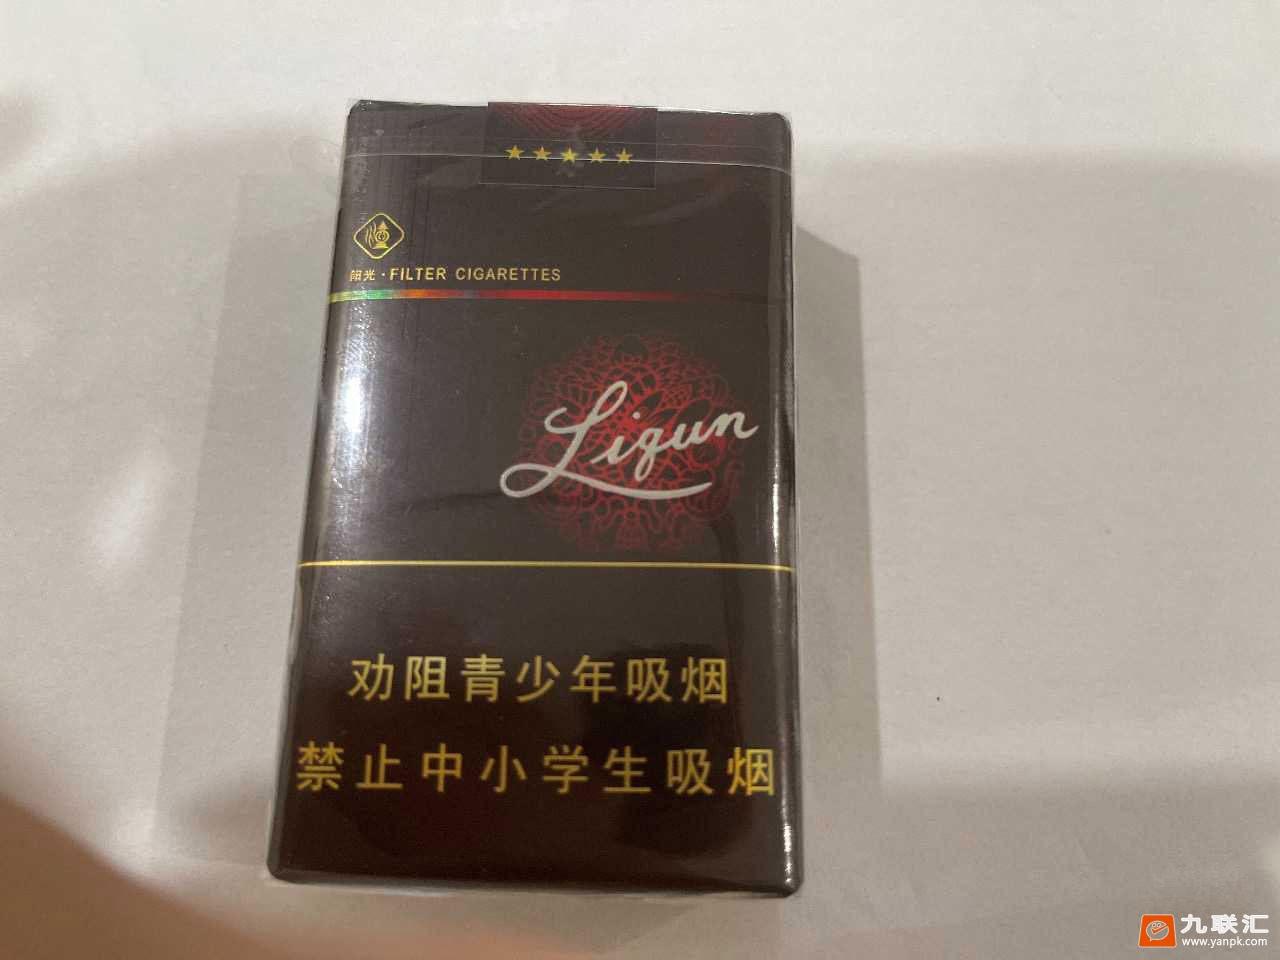 阳光·FILTER CIGARETTES
Liqun
劝阻青少年吸烟
禁止中小学生吸烟
九联汇
www.yanpk.com